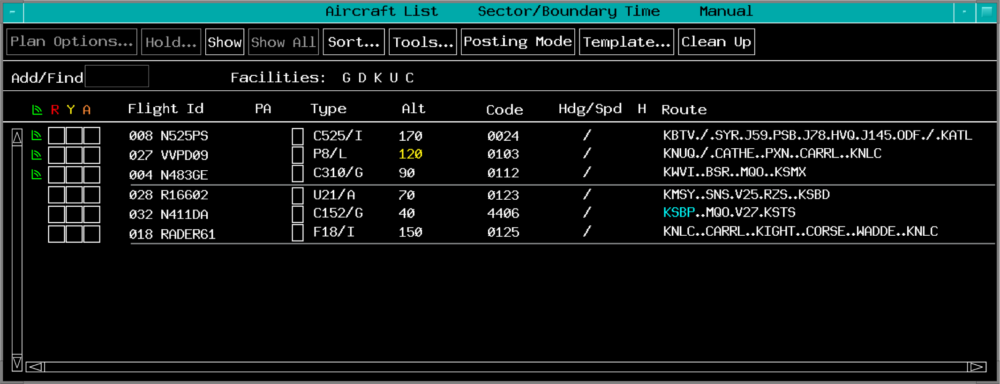 Aircraft List Sector/Boundary Time Manual
Plan Options... Hold... Show Show All Sort... Tools... Posting Mode Template... Clean Up
Add/Find Facilities: G D K U C
R Y A Flight Id PA Type Alt Code Hdg/Spd H Route
008 N525PS C525/I 170 0024 / KBTV./.SYR.J59.PSB.J78.HVQ.J145.ODF./.KATL
027 VVPD09 P8/L 120 0103 / KNUQ./.CATHE..PXN..CARRL..KNLC
004 N483GE C310/G 90 0112 / KWVI..BSR..MQO..KSMX
028 R16602 U21/A 70 0123 / KMSY..SNS.V25.RZS..KSBD
032 N411DA C152/G 40 4406 / KSBP..MQO.V27.KSTS
018 RADER61 F18/I 150 0125 / KNLC..CARRL..KIGHT..CORSE..WADDE..KNLC